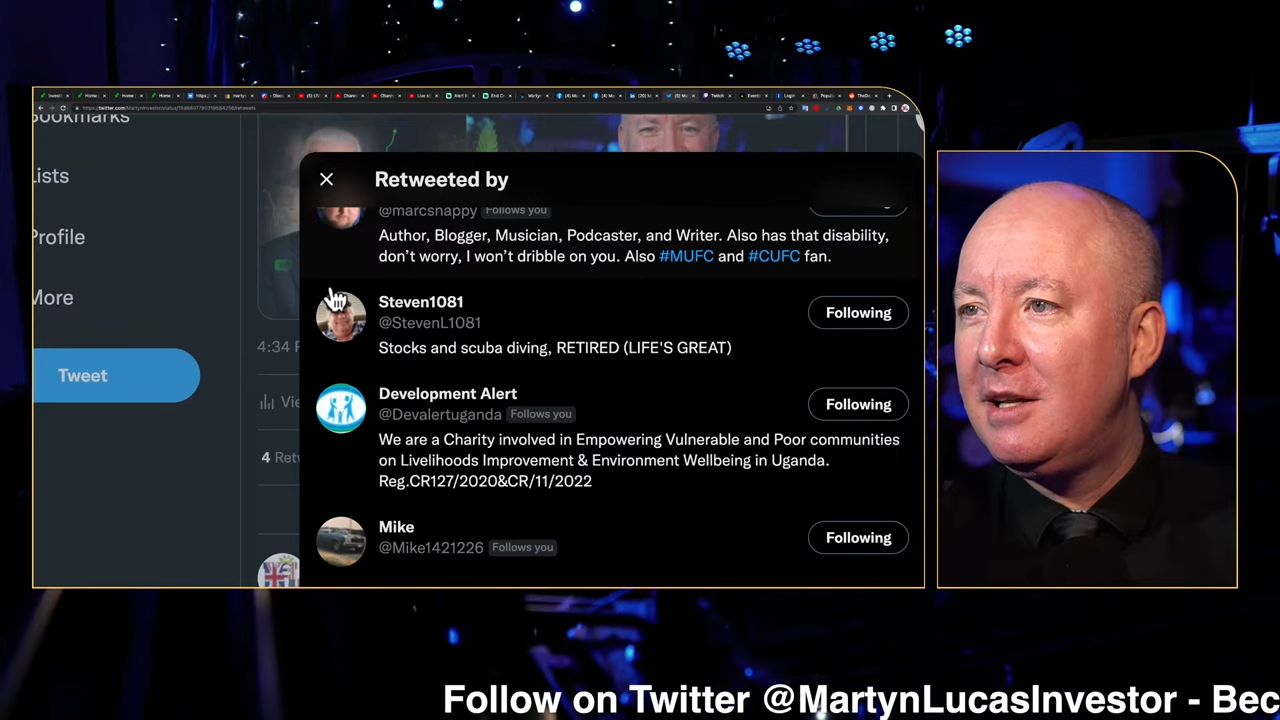 Bookmarks
Lists
Profile
More
Tweet
4:34
4 Retw
Retweeted by
@marcsnappy Follows you
Author, Blogger, Musician, Podcaster, and Writer. Also has that disability,
don't worry, I won't dribble on you. Also #MUFC and #CUFC fan.
Steven1081
@StevenL1081
Following
Stocks and scuba diving, RETIRED (LIFE'S GREAT)
Development Alert
@Devalertuganda Follows you
Following
We are a Charity involved in Empowering Vulnerable and Poor communities
on Livelihoods Improvement & Environment Wellbeing in Uganda.
Reg.CR127/2020&CR/11/2022
Mike
@Mike1421226 Follows you
Following
Follow on Twitter @MartynLucasInvestor - Bec